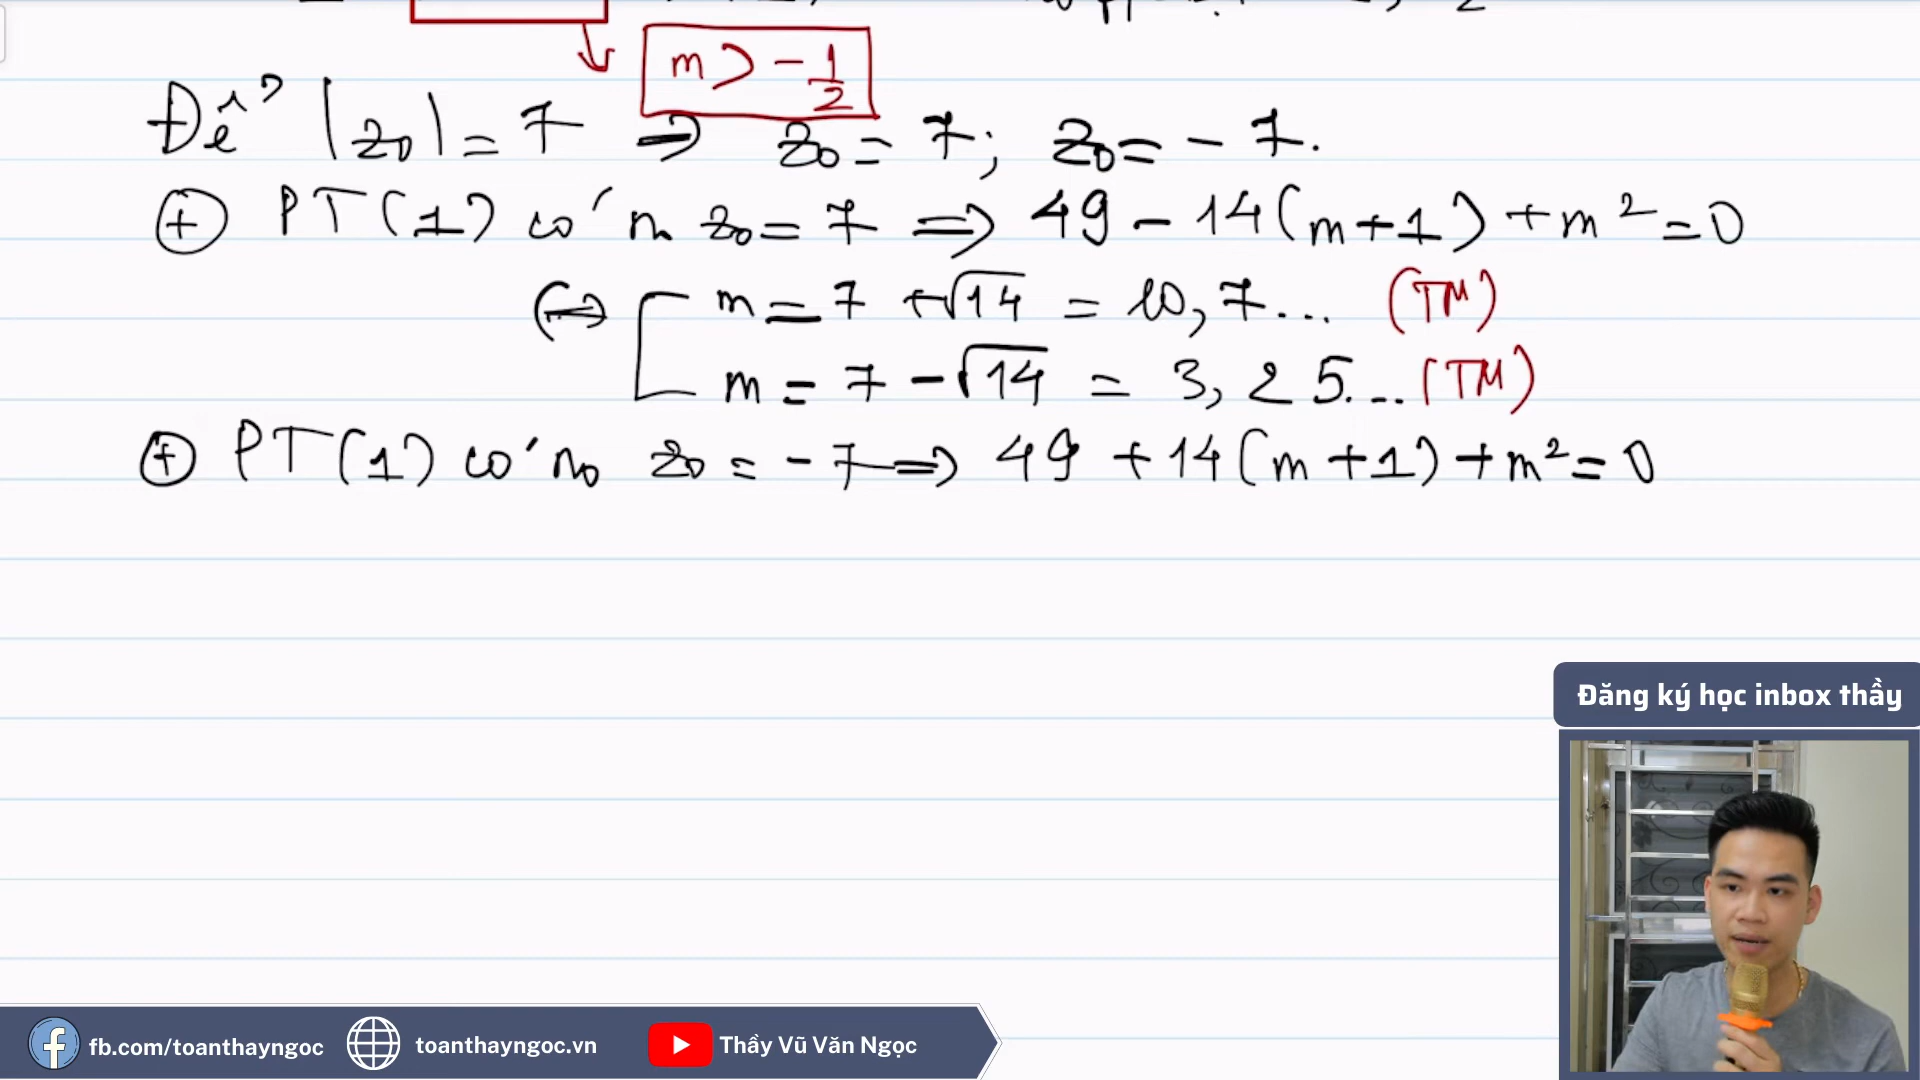 m > - 1/2
Để |z₀| = 7 ⇒ z₀ = 7; z₀ = - 7.
⊕ PT(1) có no z₀ = 7 ⇒ 49 - 14(m+1) + m² = 0
⇔ [ m = 7 + √14 = 10,7... (TM)
m = 7 - √14 = 3,25... (TM)
⊕ PT(1) có no z₀ = - 7 ⇒ 49 + 14(m+1) + m² = 0
Đăng ký học inbox thầy
fb.com/toanthayngoc toanthayngoc.vn Thầy Vũ Văn Ngọc